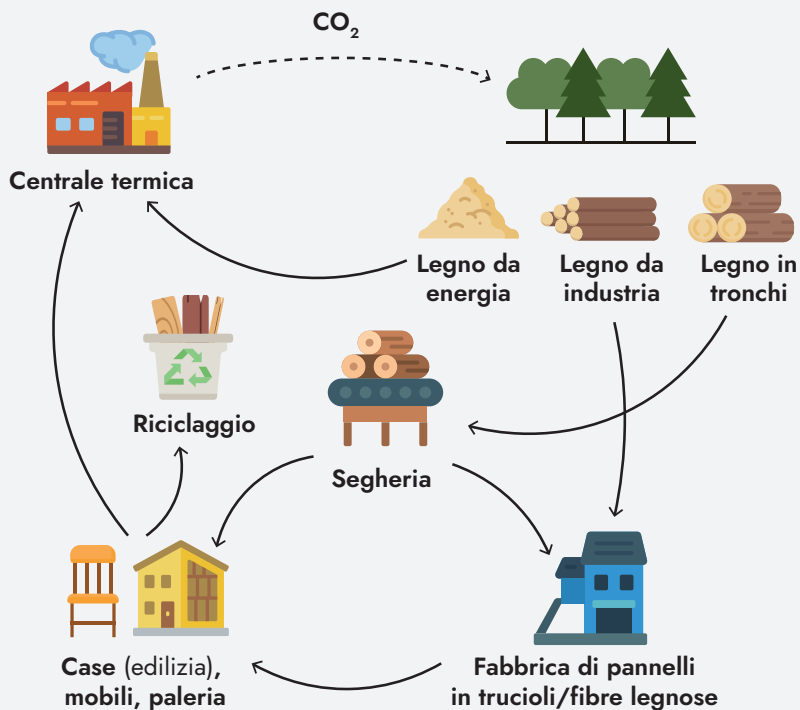 CO₂
Centrale termica
Legno da
energia
Legno da
industria
Legno in
tronchi
Riciclaggio
Segheria
Case (edilizia),
mobili, paleria
Fabbrica di pannelli
in trucioli/fibre legnose